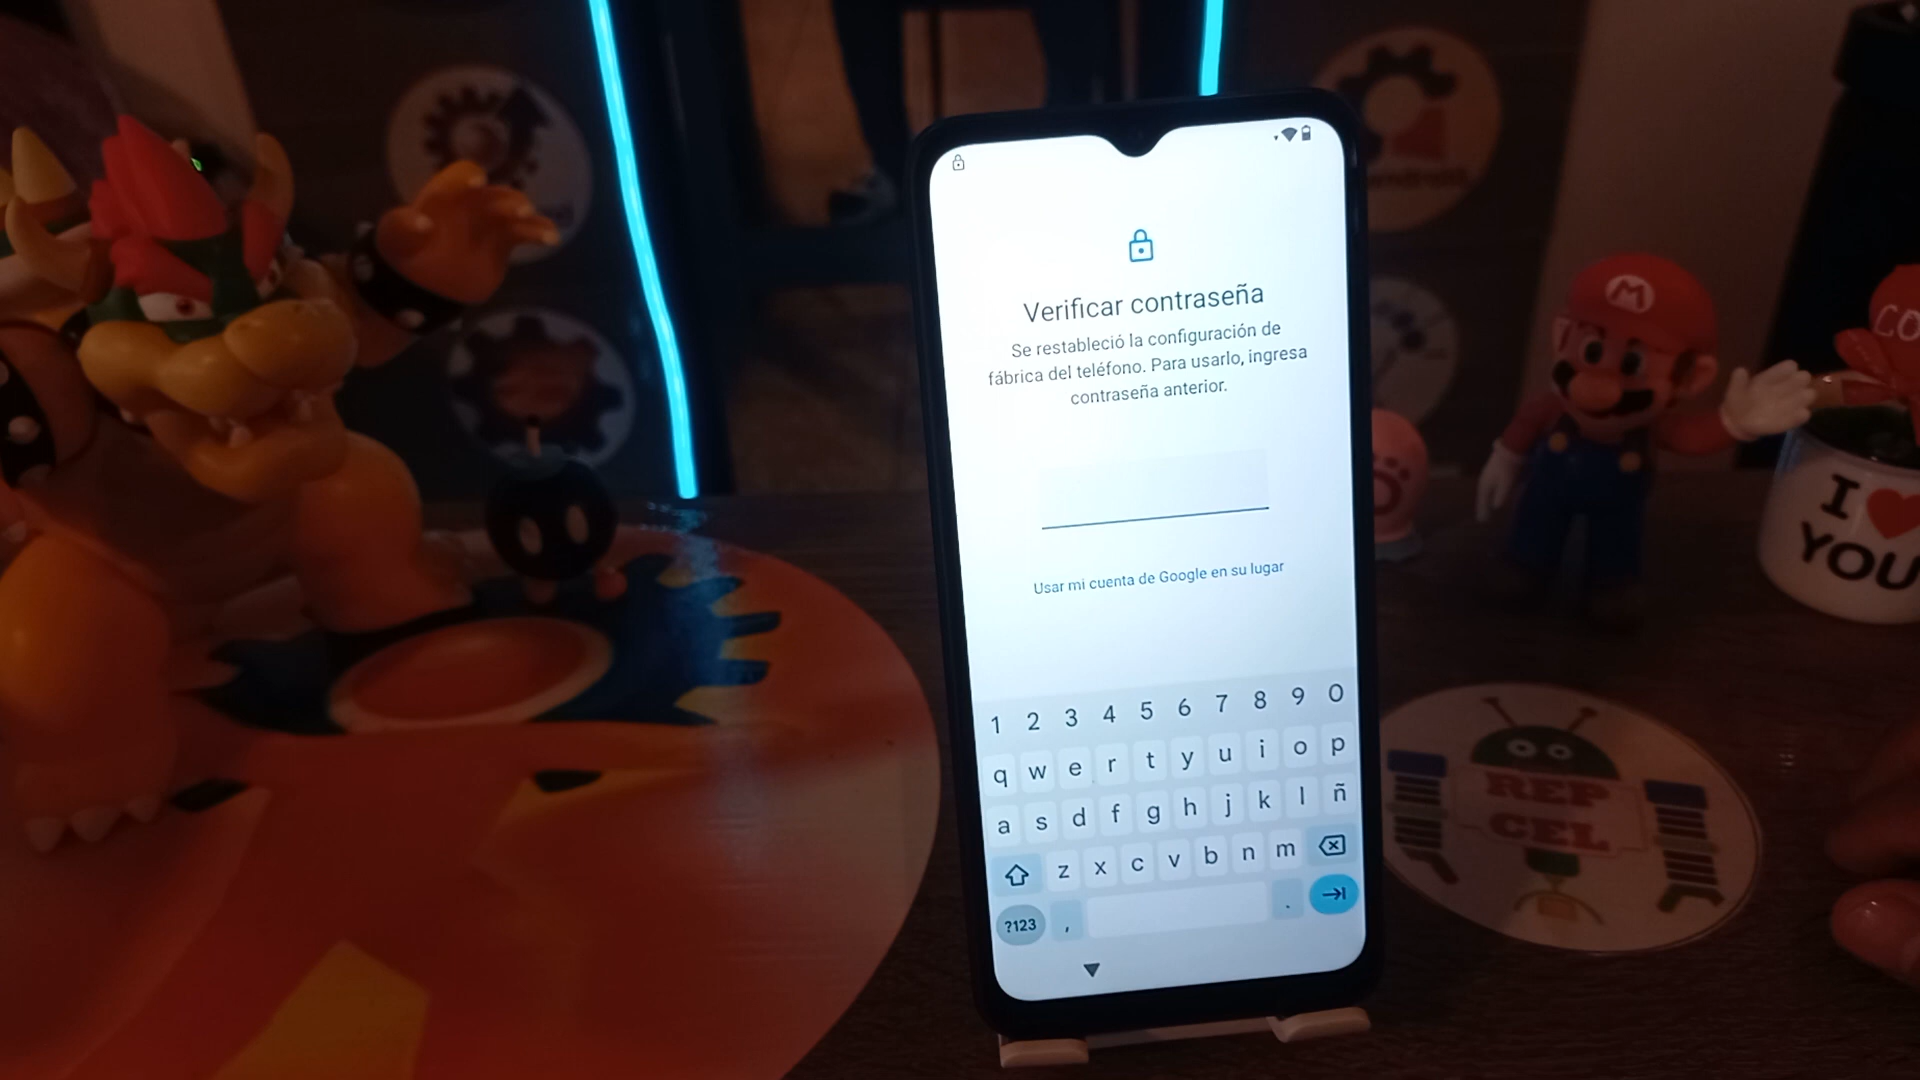 Verificar contraseña
Se restableció la configuración de
fábrica del teléfono. Para usarlo, ingresa
contraseña anterior.
Usar mi cuenta de Google en su lugar
1 2 3 4 5 6 7 8 9 0
q w e r t y u i o p
a s d f g h j k l ñ
z x c v b n m
?123 , .
M
I ❤
YOU
REP
CEL